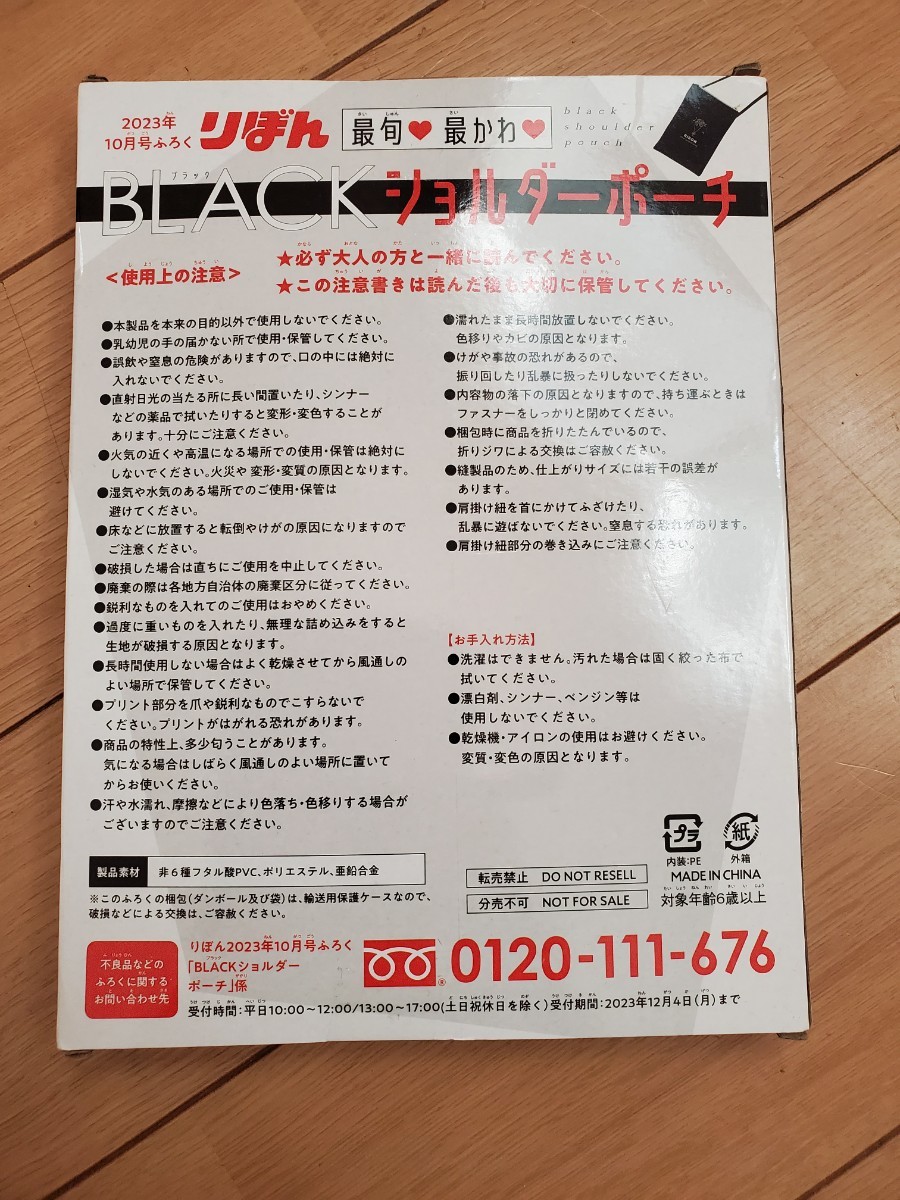 2023年
10月号ふろく
りぼん
最旬♥最かわ♥
black
shoulder
pouch
BLACKショルダーポーチ
<使用上の注意>
★必ず大人の方と一緒に読んでください。
★この注意書きは読んだ後も大切に保管してください。
●本製品を本来の目的以外で使用しないでください。
●乳幼児の手の届かない所で使用・保管してください。
●誤飲や窒息の危険がありますので、口の中には絶対に
入れないでください。
●直射日光の当たる所に長い間置いたり、シンナー
などの薬品で拭いたりすると変形・変色することが
あります。十分にご注意ください。
●火気の近くや高温になる場所での使用・保管は絶対に
しないでください。火災や変形・変質の原因となります。
●湿気や水気のある場所でのご使用・保管は
避けてください。
●床などに放置すると転倒やけがの原因になりますので
ご注意ください。
●破損した場合は直ちにご使用を中止してください。
●廃棄の際は各地方自治体の廃棄区分に従ってください。
●鋭利なものを入れてのご使用はおやめください。
●過度に重いものを入れたり、無理な詰め込みをすると
生地が破損する原因となります。
●長時間使用しない場合はよく乾燥させてから風通しの
よい場所で保管してください。
●プリント部分を爪や鋭利なものでこすらないで
ください。プリントがはがれる恐れがあります。
●商品の特性上、多少匂うことがあります。
気になる場合はしばらく風通しのよい場所に置いて
からお使いください。
●汗や水濡れ、摩擦などにより色落ち・色移りする場合が
ございますのでご注意ください。
●濡れたまま長時間放置しないでください。
色移りやカビの原因となります。
●けがや事故の恐れがあるので、
振り回したり乱暴に扱ったりしないでください。
●内容物の落下の原因となりますので、持ち運ぶときは
ファスナーをしっかりと閉めてください。
●梱包時に商品を折りたたんでいるので、
折りジワによる交換はご容赦ください。
●縫製品のため、仕上がりサイズには若干の誤差が
あります。
●肩掛け紐を首にかけてふざけたり、
乱暴に遊ばないでください。窒息する恐れがあります。
●肩掛け紐部分の巻き込みにご注意ください。
【お手入れ方法】
●洗濯はできません。汚れた場合は固く絞った布で
拭いてください。
●漂白剤、シンナー、ベンジン等は
使用しないでください。
●乾燥機・アイロンの使用はお避けください。
変質・変色の原因となります。
プラ
内装:PE
紙
外箱
MADE IN CHINA
対象年齢6歳以上
製品素材 非6種フタル酸PVC、ポリエステル、亜鉛合金
転売禁止 DO NOT RESELL
分売不可 NOT FOR SALE
※このふろくの梱包(ダンボール及び袋)は、輸送用保護ケースなので、
破損などによる交換は、ご容赦ください。
不良品などの
ふろくに関する
お問い合わせ先
りぼん2023年10月号ふろく
「BLACKショルダー
ポーチ」係
0120-111-676
受付時間:平日10:00~12:00/13:00~17:00(土日祝休日を除く)受付期間:2023年12月4日(月)まで